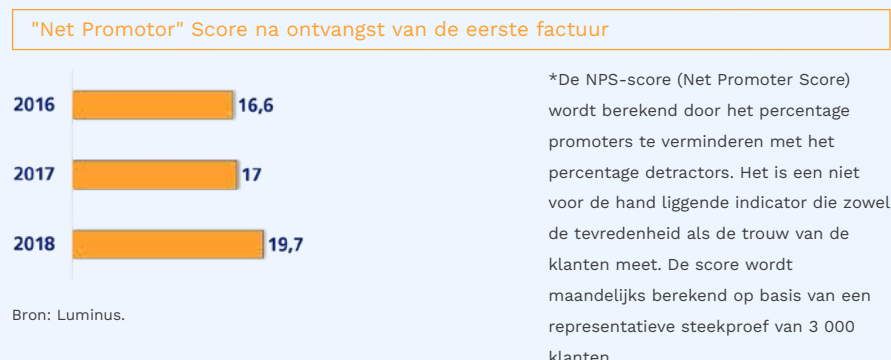 "Net Promotor" Score na ontvangst van de eerste factuur
2016 16,6
2017 17
2018 19,7
Bron: Luminus.
*De NPS-score (Net Promoter Score)
wordt berekend door het percentage
promoters te verminderen met het
percentage detractors. Het is een niet
voor de hand liggende indicator die zowel
de tevredenheid als de trouw van de
klanten meet. De score wordt
maandelijks berekend op basis van een
representatieve steekproef van 3 000
klanten